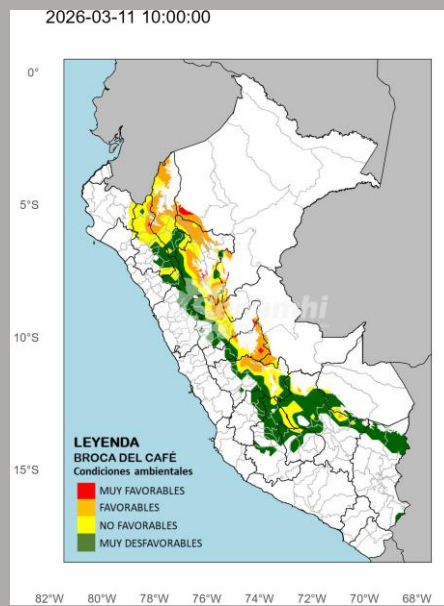 2026-03-11 10:00:00
0°
5°S
10°S
15°S
senamhi
LEYENDA
BROCA DEL CAFÉ
Condiciones ambientales
MUY FAVORABLES
FAVORABLES
NO FAVORABLES
MUY DESFAVORABLES
82°W 80°W 78°W 76°W 74°W 72°W 70°W 68°W